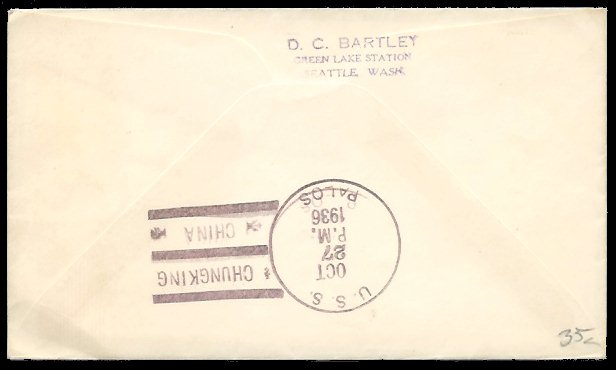 D. C. BARTLEY
GREEN LAKE STATION
SEATTLE, WASH.
U. S. S. PALOS
OCT
27
P.M.
1936
CHUNGKING
CHINA
35